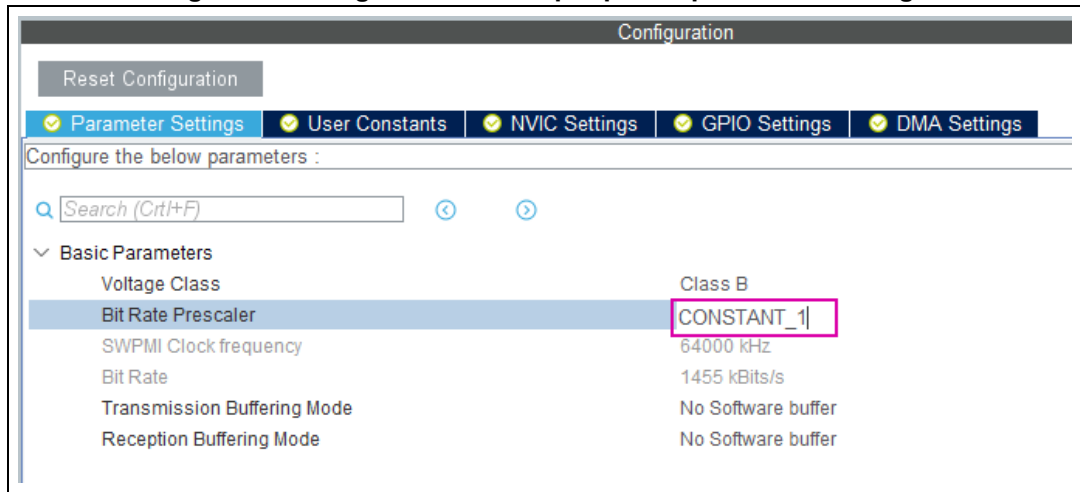 Configuration
Reset Configuration
Parameter Settings User Constants NVIC Settings GPIO Settings DMA Settings
Configure the below parameters :
Search (Crtl+F)
Basic Parameters
Voltage Class Class B
Bit Rate Prescaler CONSTANT_1
SWPMI Clock frequency 64000 kHz
Bit Rate 1455 kBits/s
Transmission Buffering Mode No Software buffer
Reception Buffering Mode No Software buffer